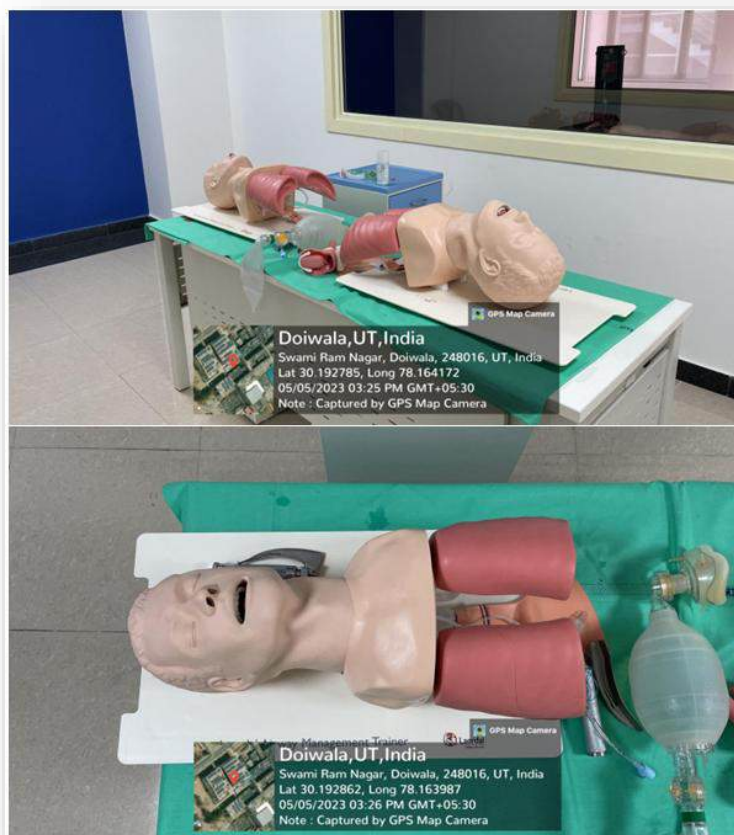 GPS Map Camera
Doiwala,UT,India
Swami Ram Nagar, Doiwala, 248016, UT, India
Lat 30.192785, Long 78.164172
05/05/2023 03:25 PM GMT+05:30
Note : Captured by GPS Map Camera
Management Trainer
GPS Map Camera
Doiwala,UT,India
Swami Ram Nagar, Doiwala, 248016, UT, India
Lat 30.192862, Long 78.163987
05/05/2023 03:26 PM GMT+05:30
Note : Captured by GPS Map Camera